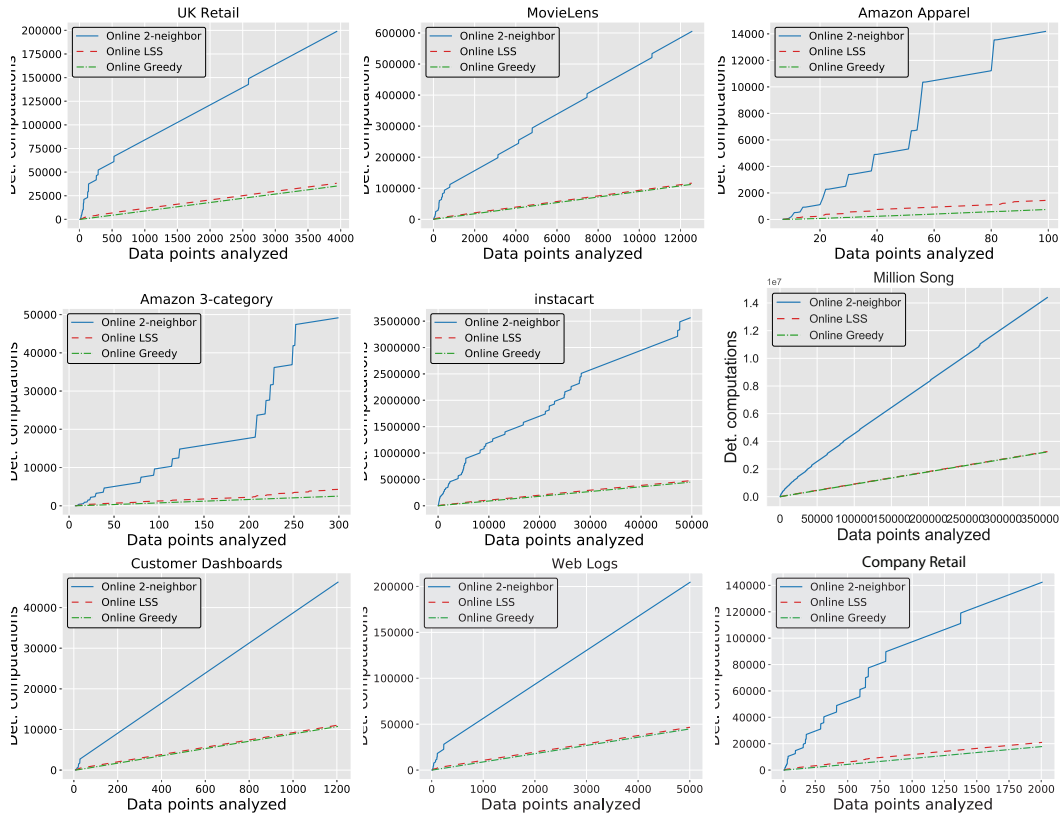 UK Retail
Det. computations
200000
175000
150000
125000
100000
75000
50000
25000
0
Online 2-neighbor
Online LSS
Online Greedy
0 500 1000 1500 2000 2500 3000 3500 4000
Data points analyzed
MovieLens
Det. computations
600000
500000
400000
300000
200000
100000
0
Online 2-neighbor
Online LSS
Online Greedy
0 2000 4000 6000 8000 10000 12000
Data points analyzed
Amazon Apparel
Det. computations
14000
12000
10000
8000
6000
4000
2000
0
Online 2-neighbor
Online LSS
Online Greedy
20 40 60 80 100
Data points analyzed
Amazon 3-category
Det. computations
50000
40000
30000
20000
10000
0
Online 2-neighbor
Online LSS
Online Greedy
0 50 100 150 200 250 300
Data points analyzed
instacart
Det. computations
3500000
3000000
2500000
2000000
1500000
1000000
500000
0
Online 2-neighbor
Online LSS
Online Greedy
0 10000 20000 30000 40000 50000
Data points analyzed
Million Song
1e7
Det. computations
1.4
1.2
1.0
0.8
0.6
0.4
0.2
0.0
Online 2-neighbor
Online LSS
Online Greedy
0 50000 100000 150000 200000 250000 300000 350000
Data points analyzed
Customer Dashboards
Det. computations
40000
30000
20000
10000
0
Online 2-neighbor
Online LSS
Online Greedy
0 200 400 600 800 1000 1200
Data points analyzed
Web Logs
Det. computations
200000
150000
100000
50000
0
Online 2-neighbor
Online LSS
Online Greedy
0 1000 2000 3000 4000 5000
Data points analyzed
Company Retail
Det. computations
140000
120000
100000
80000
60000
40000
20000
0
Online 2-neighbor
Online LSS
Online Greedy
0 250 500 750 1000 1250 1500 1750 2000
Data points analyzed